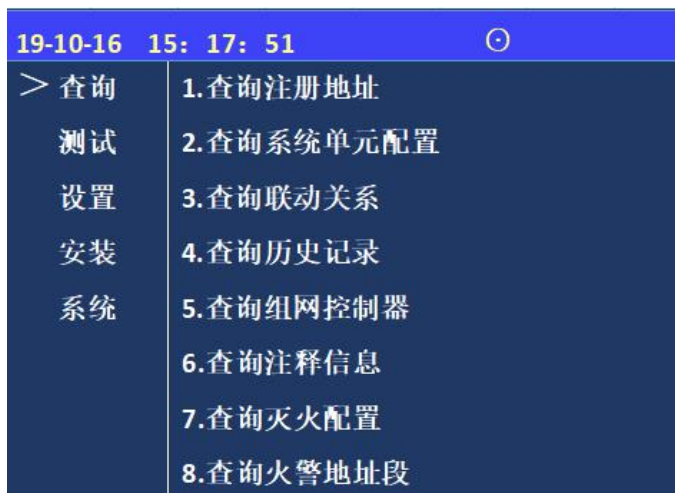 19-10-16 15：17：51
＞查询 1.查询注册地址
测试 2.查询系统单元配置
设置 3.查询联动关系
安装 4.查询历史记录
系统 5.查询组网控制器
6.查询注释信息
7.查询灭火配置
8.查询火警地址段